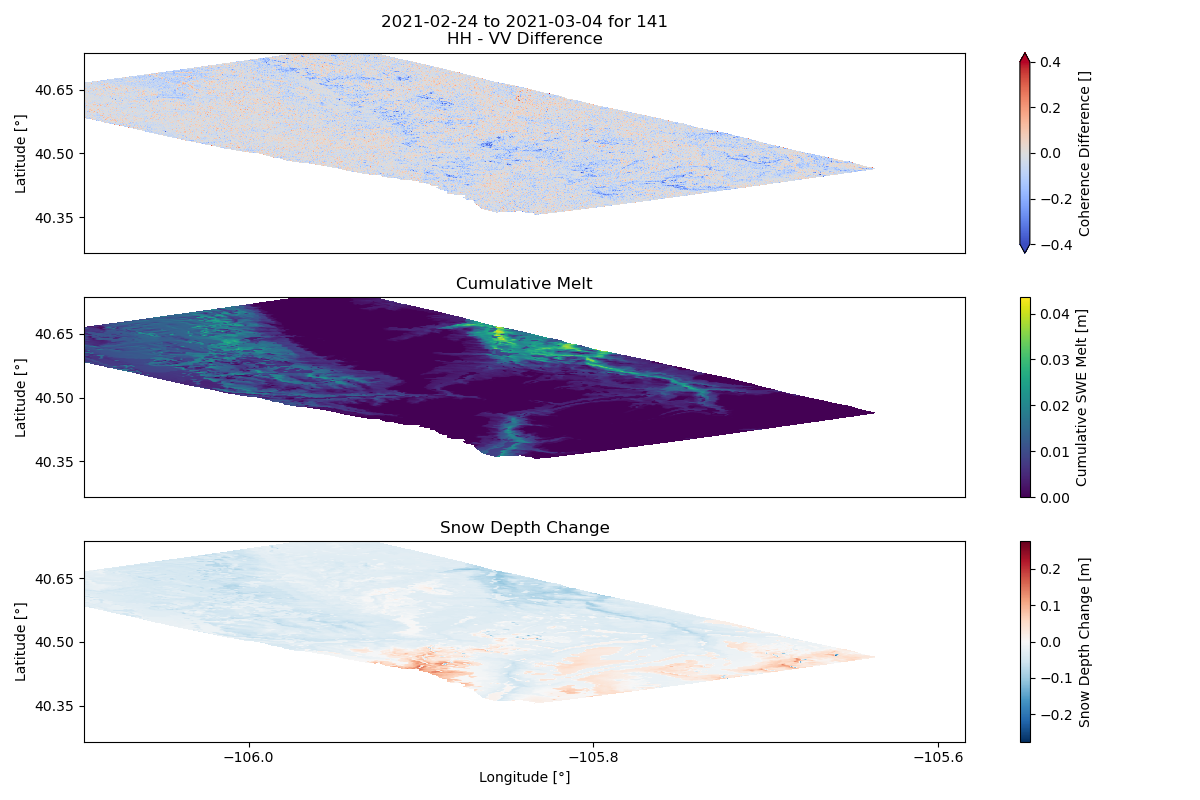 2021-02-24 to 2021-03-04 for 141
HH - VV Difference
40.65
40.50
40.35
Latitude [°]
0.4
0.2
0.0
−0.2
−0.4
Coherence Difference []
Cumulative Melt
40.65
40.50
40.35
Latitude [°]
0.04
0.03
0.02
0.01
0.00
Cumulative SWE Melt [m]
Snow Depth Change
40.65
40.50
40.35
Latitude [°]
0.2
0.1
0.0
−0.1
−0.2
Snow Depth Change [m]
−106.0
−105.8
−105.6
Longitude [°]